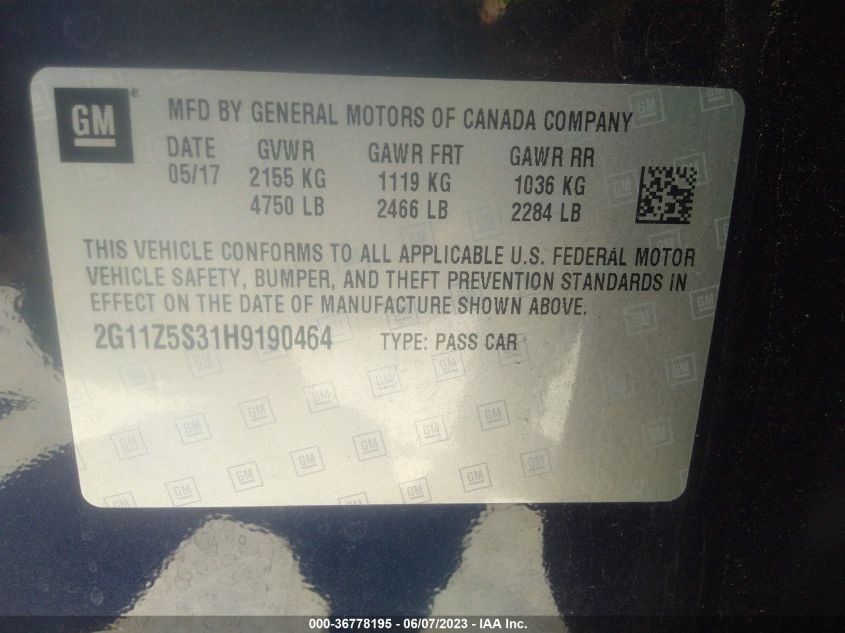 GM
MFD BY GENERAL MOTORS OF CANADA COMPANY
DATE GVWR GAWR FRT GAWR RR
05/17 2155 KG 1119 KG 1036 KG
4750 LB 2466 LB 2284 LB
THIS VEHICLE CONFORMS TO ALL APPLICABLE U.S. FEDERAL MOTOR
VEHICLE SAFETY, BUMPER, AND THEFT PREVENTION STANDARDS IN
EFFECT ON THE DATE OF MANUFACTURE SHOWN ABOVE.
2G11Z5S31H9190464 TYPE: PASS CAR
000-36778195 - 06/07/2023 - IAA Inc.